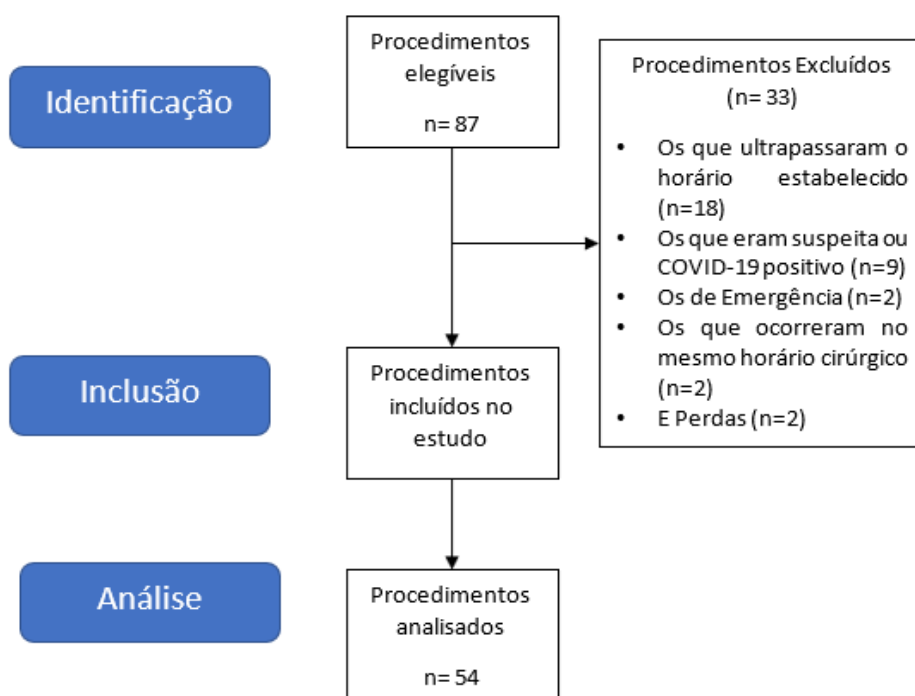 Identificação
Procedimentos
elegíveis
n= 87
Procedimentos Excluídos
(n= 33)
• Os que ultrapassaram o
horário estabelecido
(n=18)
• Os que eram suspeita ou
COVID-19 positivo (n=9)
• Os de Emergência (n=2)
• Os que ocorreram no
mesmo horário cirúrgico
(n=2)
• E Perdas (n=2)
Inclusão
Procedimentos
incluídos no
estudo
Análise
Procedimentos
analisados
n= 54